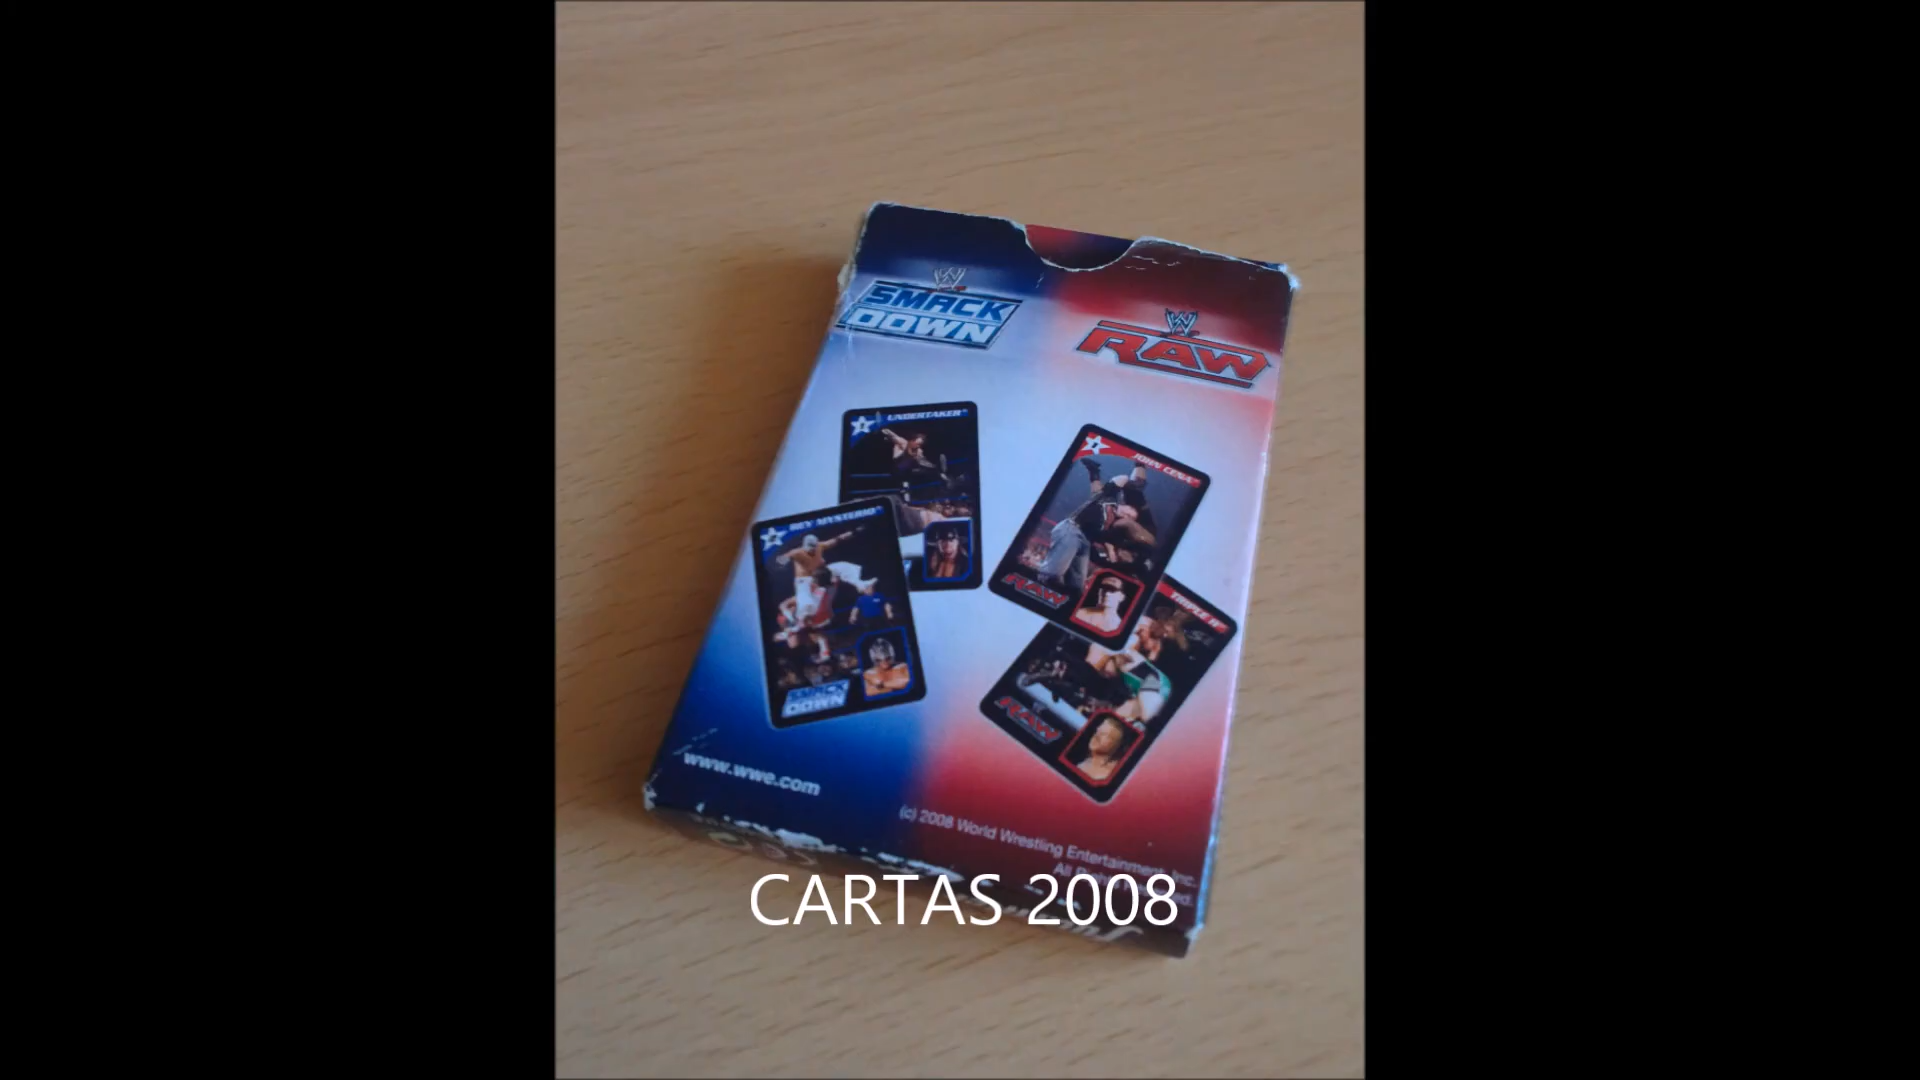 W
SMACK
DOWN
W
RAW
UNDERTAKER
JOHN CENA
REY MYSTERIO
TRIPLE H
RAW
RAW
SMACK
DOWN
www.wwe.com
(c) 2008 World Wrestling Entertainment, Inc.
All
CARTAS 2008